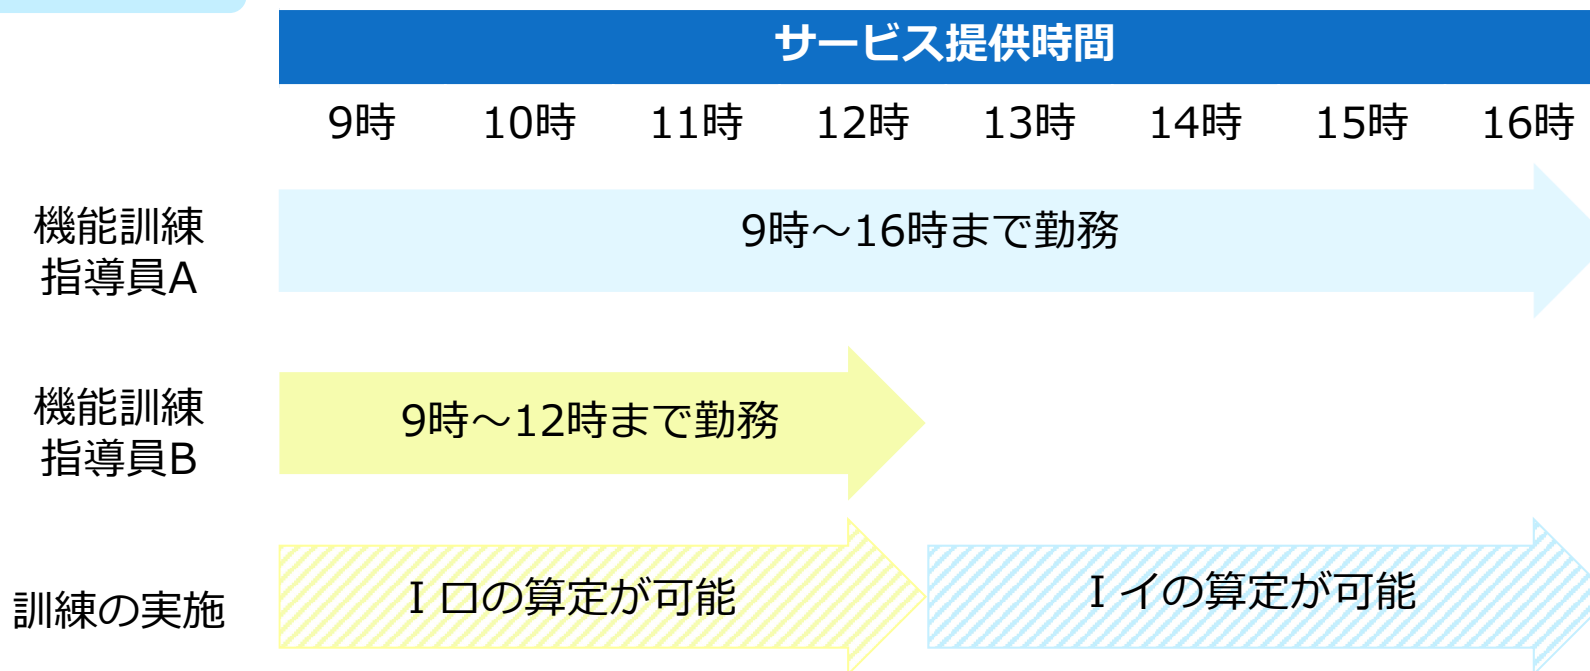 サービス提供時間
9時 10時 11時 12時 13時 14時 15時 16時
機能訓練
指導員A
9時～16時まで勤務
機能訓練
指導員B
9時～12時まで勤務
訓練の実施
Ⅰロの算定が可能
Ⅰイの算定が可能